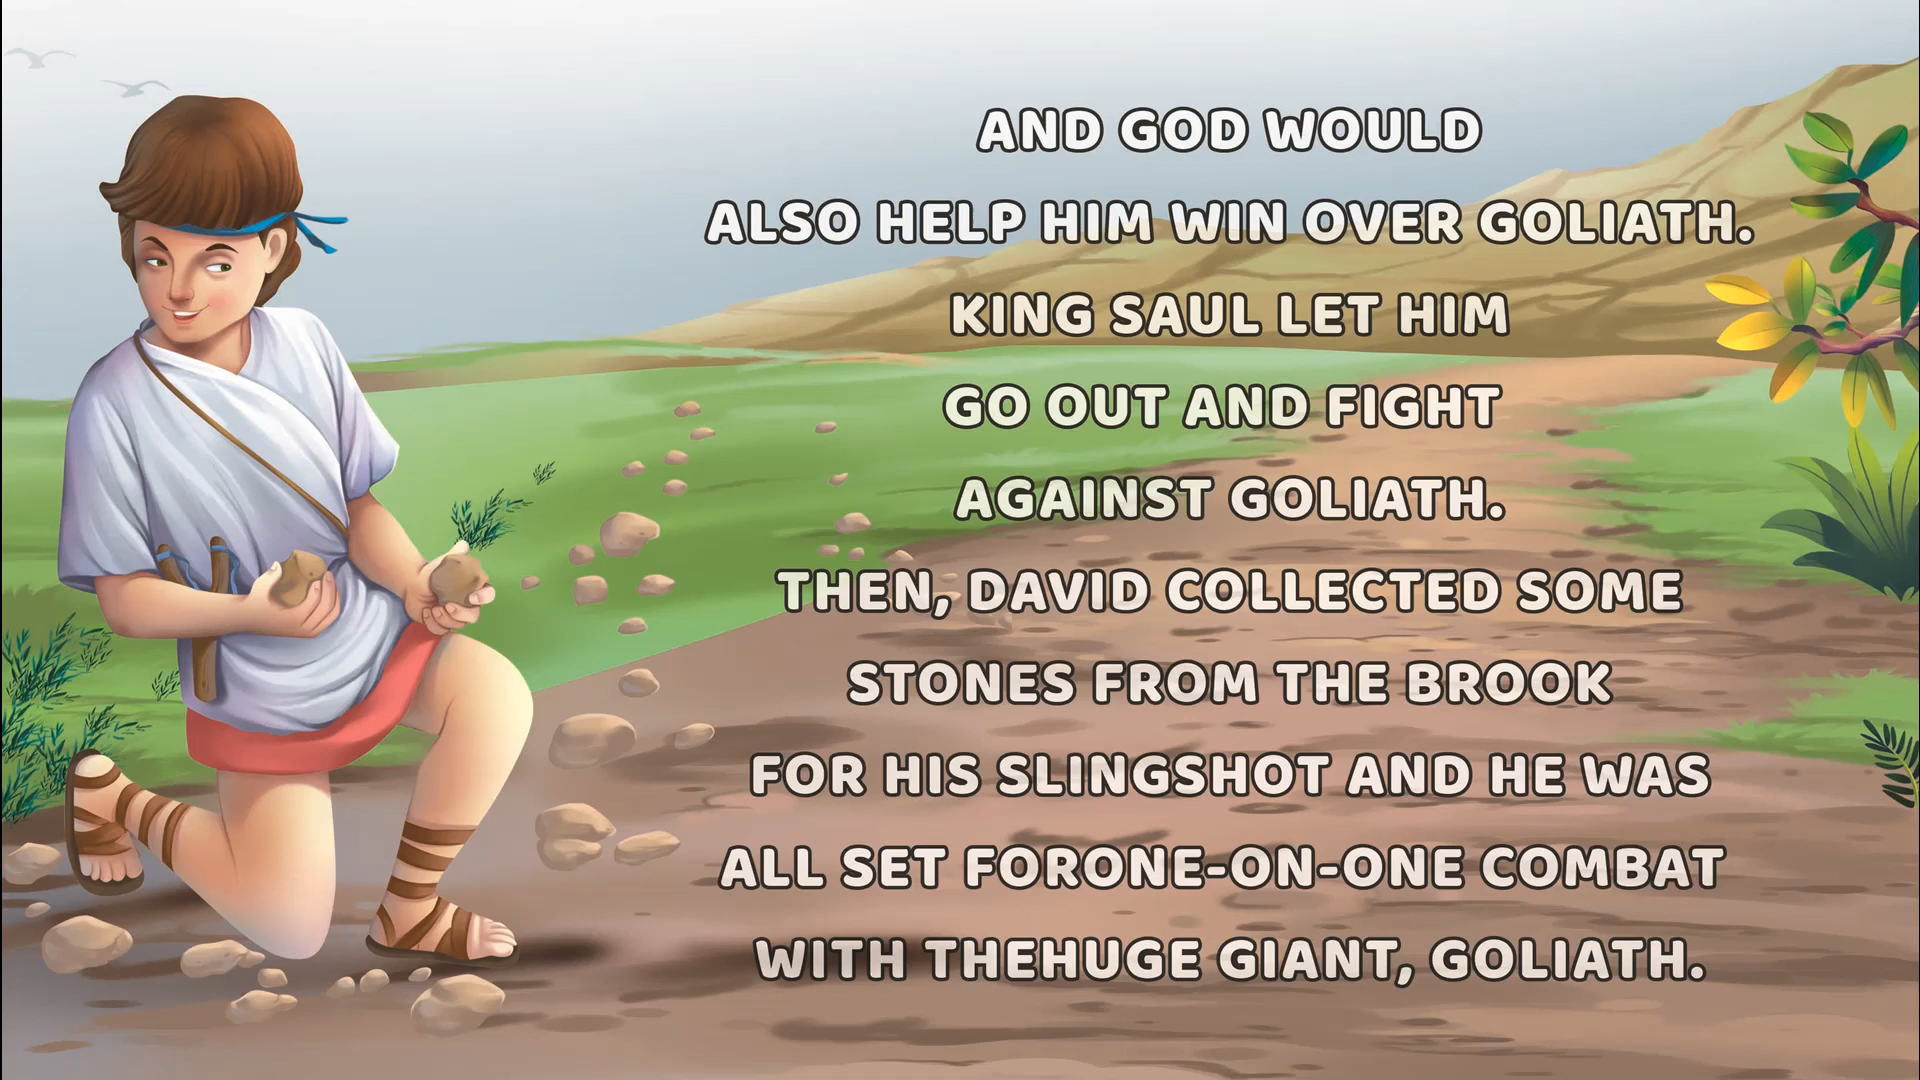 AND GOD WOULD
ALSO HELP HIM WIN OVER GOLIATH.
KING SAUL LET HIM
GO OUT AND FIGHT
AGAINST GOLIATH.
THEN, DAVID COLLECTED SOME
STONES FROM THE BROOK
FOR HIS SLINGSHOT AND HE WAS
ALL SET FORONE-ON-ONE COMBAT
WITH THEHUGE GIANT, GOLIATH.